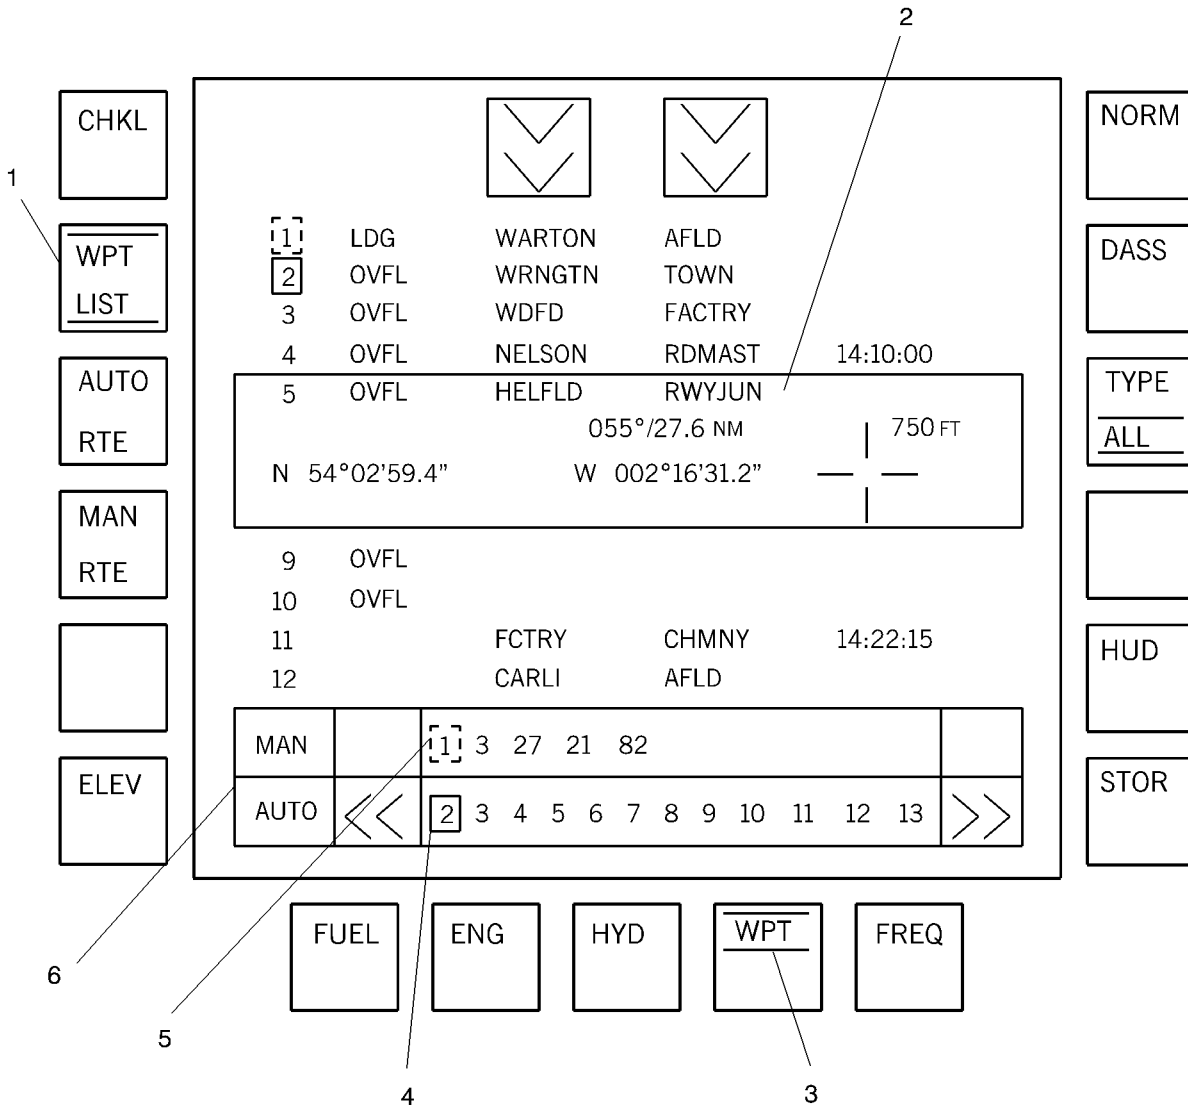 2
CHKL
NORM
1
WPT
LIST
DASS
1 LDG WARTON AFLD
2 OVFL WRNGTN TOWN
3 OVFL WDFD FACTRY
4 OVFL NELSON RDMAST 14:10:00
AUTO
RTE
TYPE
ALL
5 OVFL HELFLD RWYJUN
055°/27.6 NM 750 FT
N 54°02’59.4” W 002°16’31.2”
MAN
RTE
9 OVFL
10 OVFL
11 FCTRY CHMNY 14:22:15
12 CARLI AFLD
HUD
MAN 1 3 27 21 82
AUTO << 2 3 4 5 6 7 8 9 10 11 12 13 >>
ELEV
STOR
FUEL
ENG
HYD
WPT
FREQ
6
5
4
3